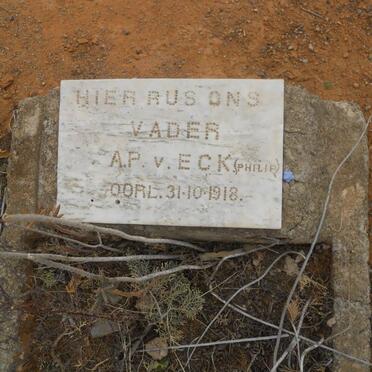 HIER RUS ONS
VADER
A.P. v. ECK (PHILIP)
OORL. 31-10-1918.